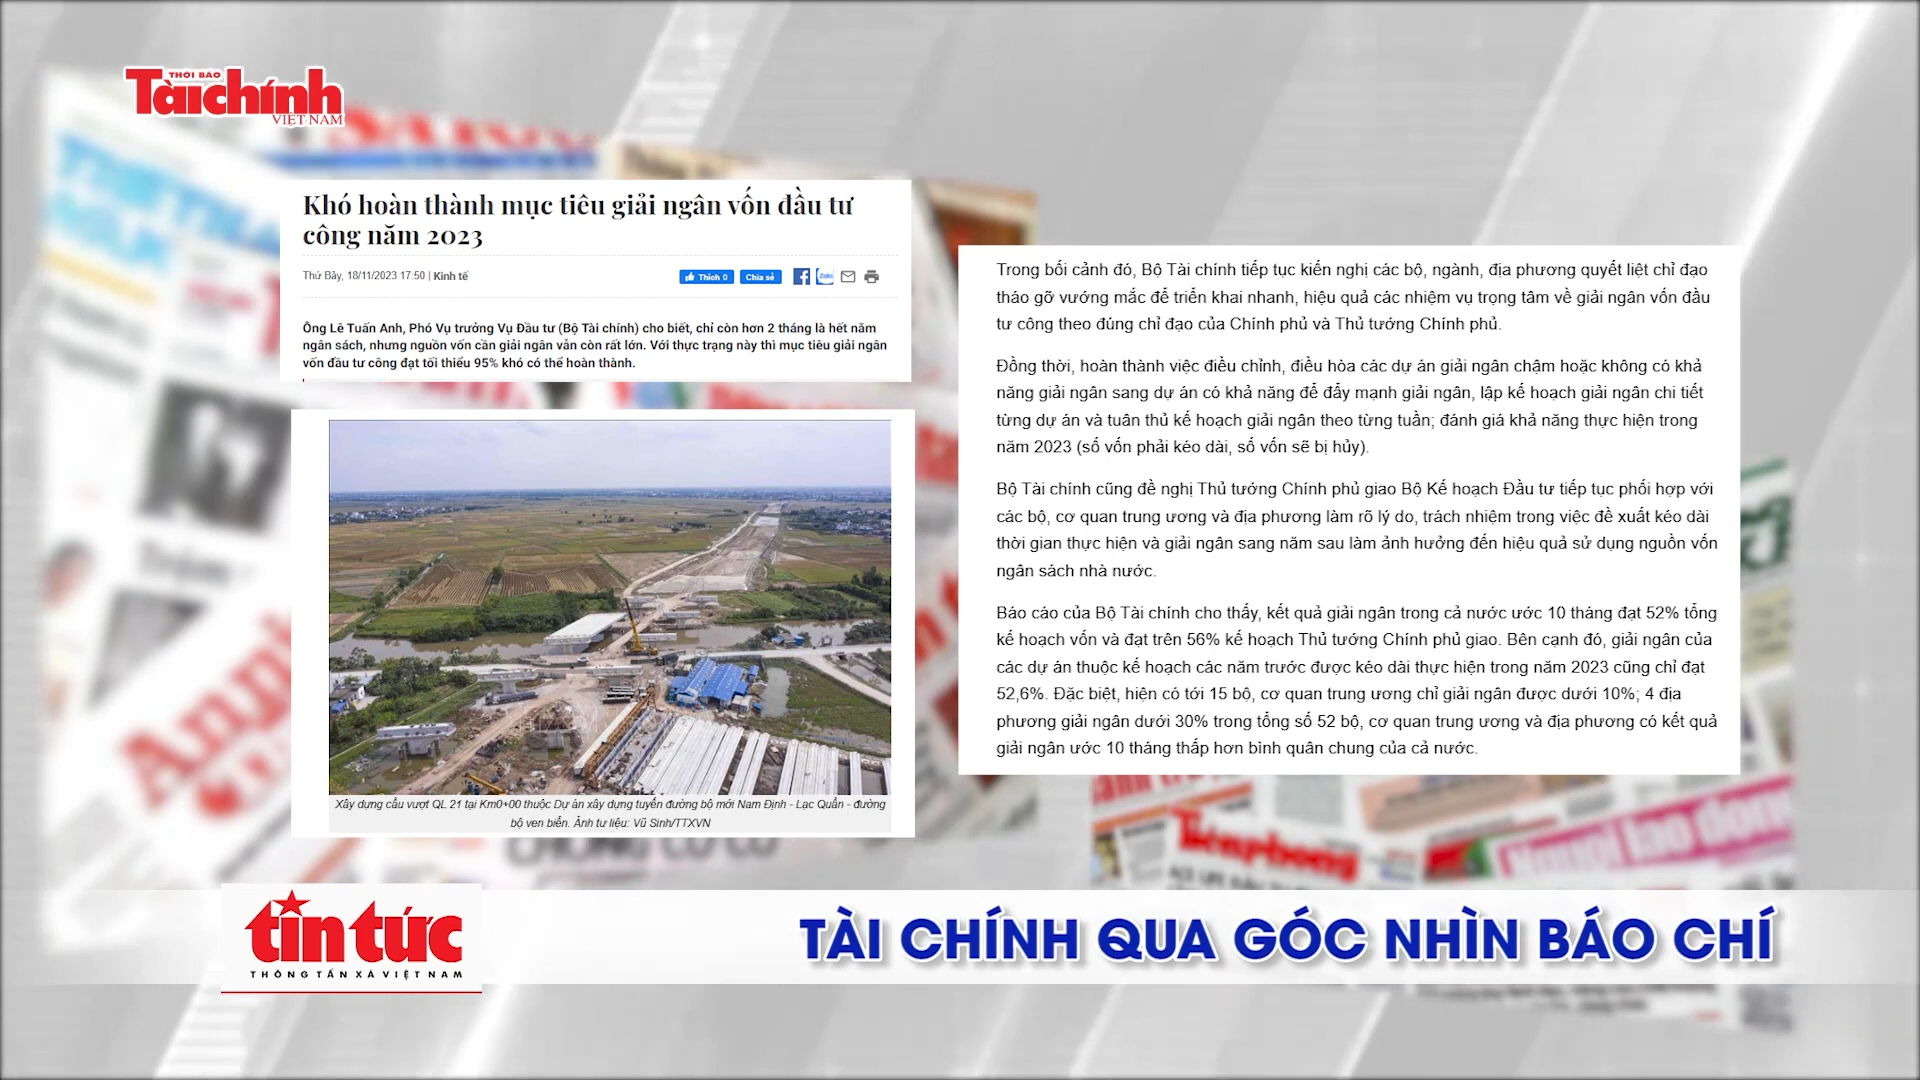 THỜI BÁO
Tài chính
VIỆT NAM
Khó hoàn thành mục tiêu giải ngân vốn đầu tư
công năm 2023
Thứ Bảy, 18/11/2023 17:50 | Kinh tế
Thích 0
Chia sẻ
Zalo
Ông Lê Tuấn Anh, Phó Vụ trưởng Vụ Đầu tư (Bộ Tài chính) cho biết, chỉ còn hơn 2 tháng là hết năm
ngân sách, nhưng nguồn vốn cần giải ngân vẫn còn rất lớn. Với thực trạng này thì mục tiêu giải ngân
vốn đầu tư công đạt tối thiểu 95% khó có thể hoàn thành.
Xây dựng cầu vượt QL 21 tại Km0+00 thuộc Dự án xây dựng tuyến đường bộ mới Nam Định - Lạc Quần - đường
bộ ven biển. Ảnh tư liệu: Vũ Sinh/TTXVN
Trong bối cảnh đó, Bộ Tài chính tiếp tục kiến nghị các bộ, ngành, địa phương quyết liệt chỉ đạo
tháo gỡ vướng mắc để triển khai nhanh, hiệu quả các nhiệm vụ trọng tâm về giải ngân vốn đầu
tư công theo đúng chỉ đạo của Chính phủ và Thủ tướng Chính phủ.
Đồng thời, hoàn thành việc điều chỉnh, điều hòa các dự án giải ngân chậm hoặc không có khả
năng giải ngân sang dự án có khả năng để đẩy mạnh giải ngân, lập kế hoạch giải ngân chi tiết
từng dự án và tuân thủ kế hoạch giải ngân theo từng tuần; đánh giá khả năng thực hiện trong
năm 2023 (số vốn phải kéo dài, số vốn sẽ bị hủy).
Bộ Tài chính cũng đề nghị Thủ tướng Chính phủ giao Bộ Kế hoạch Đầu tư tiếp tục phối hợp với
các bộ, cơ quan trung ương và địa phương làm rõ lý do, trách nhiệm trong việc đề xuất kéo dài
thời gian thực hiện và giải ngân sang năm sau làm ảnh hưởng đến hiệu quả sử dụng nguồn vốn
ngân sách nhà nước.
Báo cáo của Bộ Tài chính cho thấy, kết quả giải ngân trong cả nước ước 10 tháng đạt 52% tổng
kế hoạch vốn và đạt trên 56% kế hoạch Thủ tướng Chính phủ giao. Bên cạnh đó, giải ngân của
các dự án thuộc kế hoạch các năm trước được kéo dài thực hiện trong năm 2023 cũng chỉ đạt
52,6%. Đặc biệt, hiện có tới 15 bộ, cơ quan trung ương chỉ giải ngân được dưới 10%; 4 địa
phương giải ngân dưới 30% trong tổng số 52 bộ, cơ quan trung ương và địa phương có kết quả
giải ngân ước 10 tháng thấp hơn bình quân chung của cả nước.
Tiền phong
Người lao động
tin tức
THÔNG TẤN XÃ VIỆT NAM
TÀI CHÍNH QUA GÓC NHÌN BÁO CHÍ